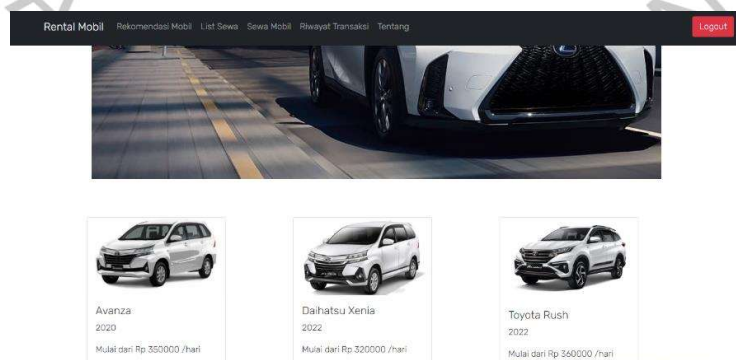 Rental Mobil Rekomendasi Mobil List Sewa Sewa Mobil Riwayat Transaksi Tentang Logout
Avanza
2020
Mulai dari Rp 350000 /hari
Daihatsu Xenia
2022
Mulai dari Rp 320000 /hari
Toyota Rush
2022
Mulai dari Rp 360000 /hari